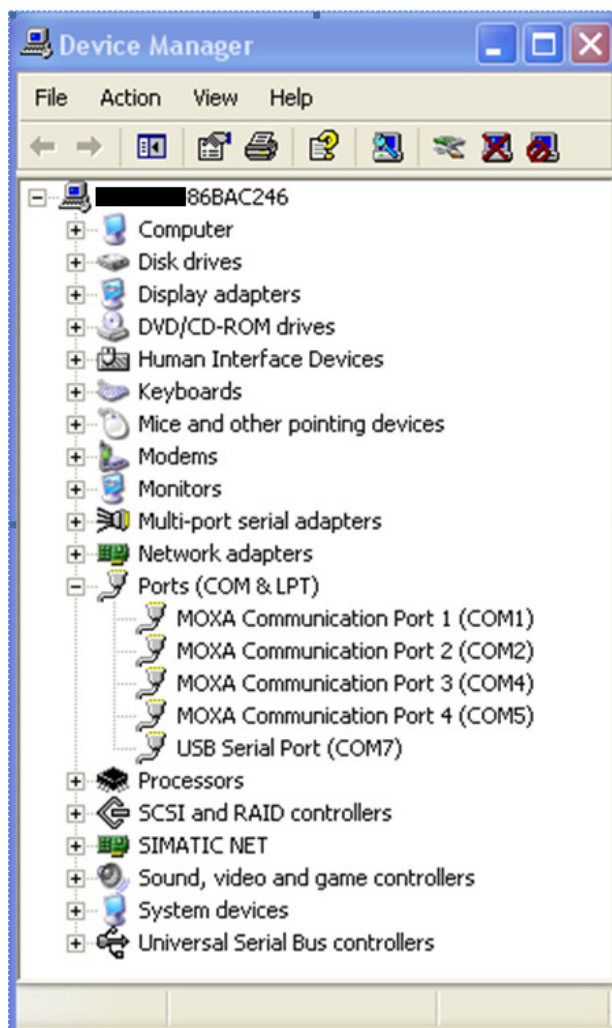 Device Manager
File Action View Help
86BAC246
Computer
Disk drives
Display adapters
DVD/CD-ROM drives
Human Interface Devices
Keyboards
Mice and other pointing devices
Modems
Monitors
Multi-port serial adapters
Network adapters
Ports (COM & LPT)
MOXA Communication Port 1 (COM1)
MOXA Communication Port 2 (COM2)
MOXA Communication Port 3 (COM4)
MOXA Communication Port 4 (COM5)
USB Serial Port (COM7)
Processors
SCSI and RAID controllers
SIMATIC NET
Sound, video and game controllers
System devices
Universal Serial Bus controllers